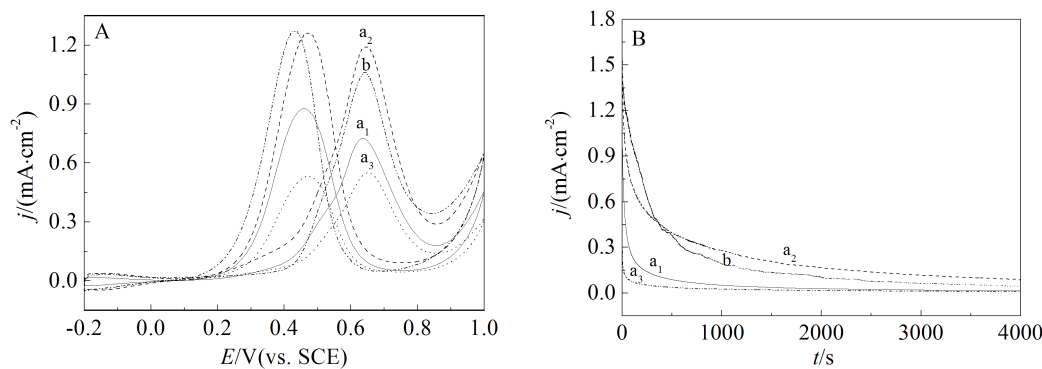 A
a₂
b
a₁
a₃
1.2
0.9
0.6
0.3
0.0
j/(mA·cm⁻²)
-0.2 0.0 0.2 0.4 0.6 0.8 1.0
E/V(vs. SCE)
B
1.8
1.5
1.2
0.9
0.6
0.3
0.0
j/(mA·cm⁻²)
a₂
b
a₁
a₃
0 1000 2000 3000 4000
t/s